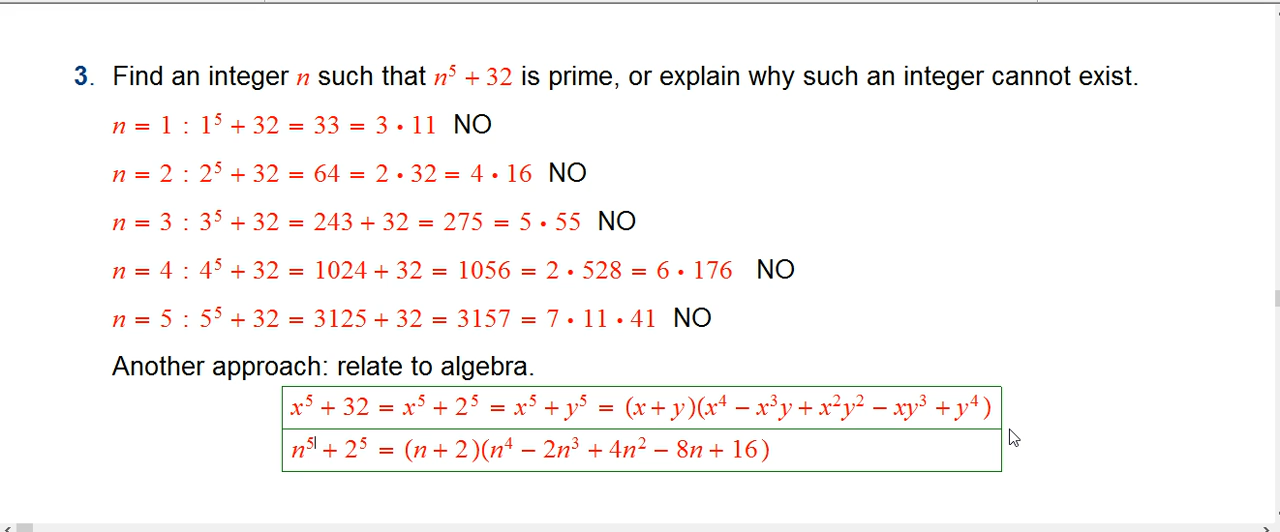 3. Find an integer n such that n⁵ + 32 is prime, or explain why such an integer cannot exist.
n = 1 : 1⁵ + 32 = 33 = 3 • 11 NO
n = 2 : 2⁵ + 32 = 64 = 2 • 32 = 4 • 16 NO
n = 3 : 3⁵ + 32 = 243 + 32 = 275 = 5 • 55 NO
n = 4 : 4⁵ + 32 = 1024 + 32 = 1056 = 2 • 528 = 6 • 176 NO
n = 5 : 5⁵ + 32 = 3125 + 32 = 3157 = 7 • 11 • 41 NO
Another approach: relate to algebra.
x⁵ + 32 = x⁵ + 2⁵ = x⁵ + y⁵ = (x + y)(x⁴ − x³y + x²y² − xy³ + y⁴)
n⁵ + 2⁵ = (n + 2)(n⁴ − 2n³ + 4n² − 8n + 16)